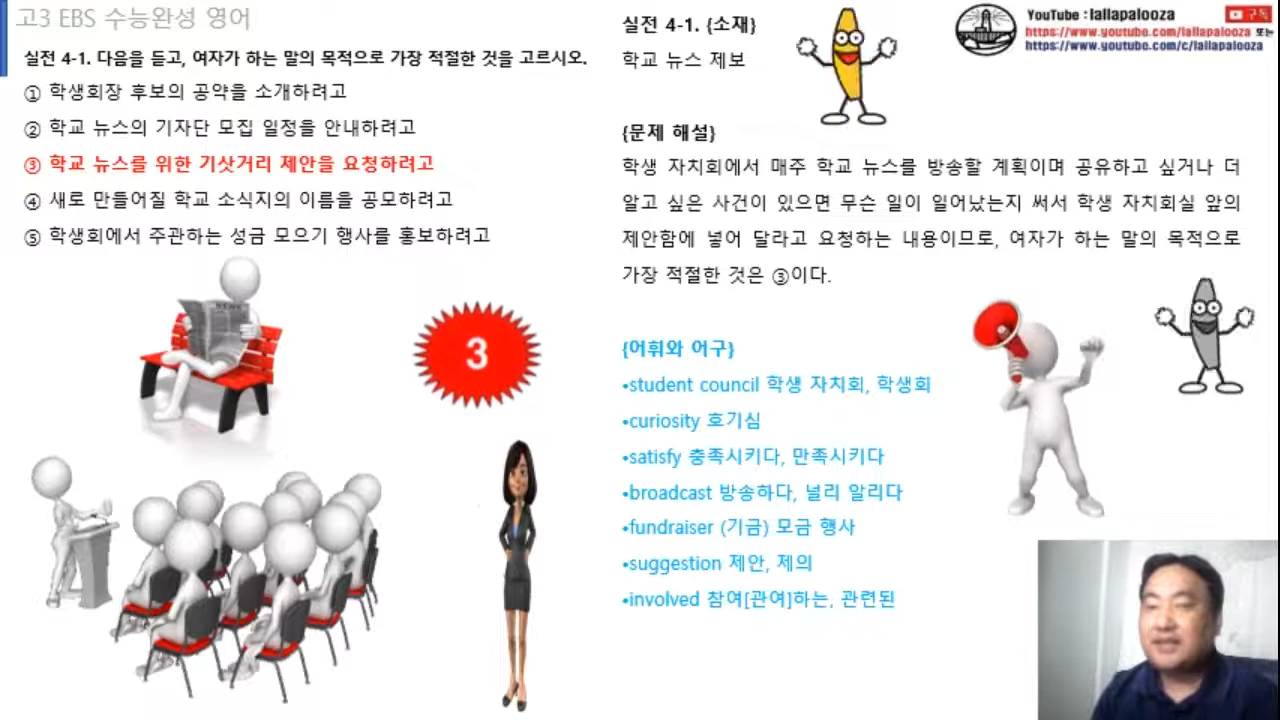 고3 EBS 수능완성 영어
실전 4-1. 다음을 듣고, 여자가 하는 말의 목적으로 가장 적절한 것을 고르시오.
① 학생회장 후보의 공약을 소개하려고
② 학교 뉴스의 기자단 모집 일정을 안내하려고
③ 학교 뉴스를 위한 기삿거리 제안을 요청하려고
④ 새로 만들어질 학교 소식지의 이름을 공모하려고
⑤ 학생회에서 주관하는 성금 모으기 행사를 홍보하려고
NEWS
3
실전 4-1. {소재}
학교 뉴스 제보
YouTube : lallapalooza
구독
https://www.youtube.com/lallapalooza 또는
https://www.youtube.com/c/lallapalooza
{문제 해설}
학생 자치회에서 매주 학교 뉴스를 방송할 계획이며 공유하고 싶거나 더
알고 싶은 사건이 있으면 무슨 일이 일어났는지 써서 학생 자치회실 앞의
제안함에 넣어 달라고 요청하는 내용이므로, 여자가 하는 말의 목적으로
가장 적절한 것은 ③이다.
{어휘와 어구}
•student council 학생 자치회, 학생회
•curiosity 호기심
•satisfy 충족시키다, 만족시키다
•broadcast 방송하다, 널리 알리다
•fundraiser (기금) 모금 행사
•suggestion 제안, 제의
•involved 참여[관여]하는, 관련된